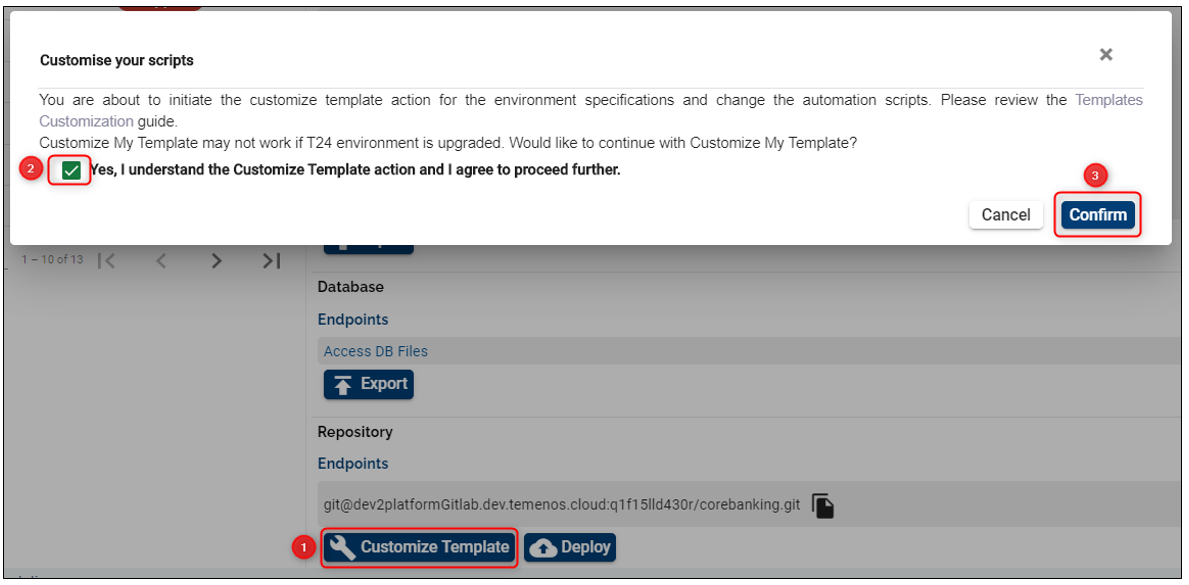 Customise your scripts
You are about to initiate the customize template action for the environment specifications and change the automation scripts. Please review the Templates
Customization guide.
Customize My Template may not work if T24 environment is upgraded. Would like to continue with Customize My Template?
2
Yes, I understand the Customize Template action and I agree to proceed further.
3
Cancel
Confirm
1 – 10 of 13
Database
Endpoints
Access DB Files
Export
Repository
Endpoints
git@dev2platformGitlab.dev.temenos.cloud:q1f15lld430r/corebanking.git
1
Customize Template
Deploy